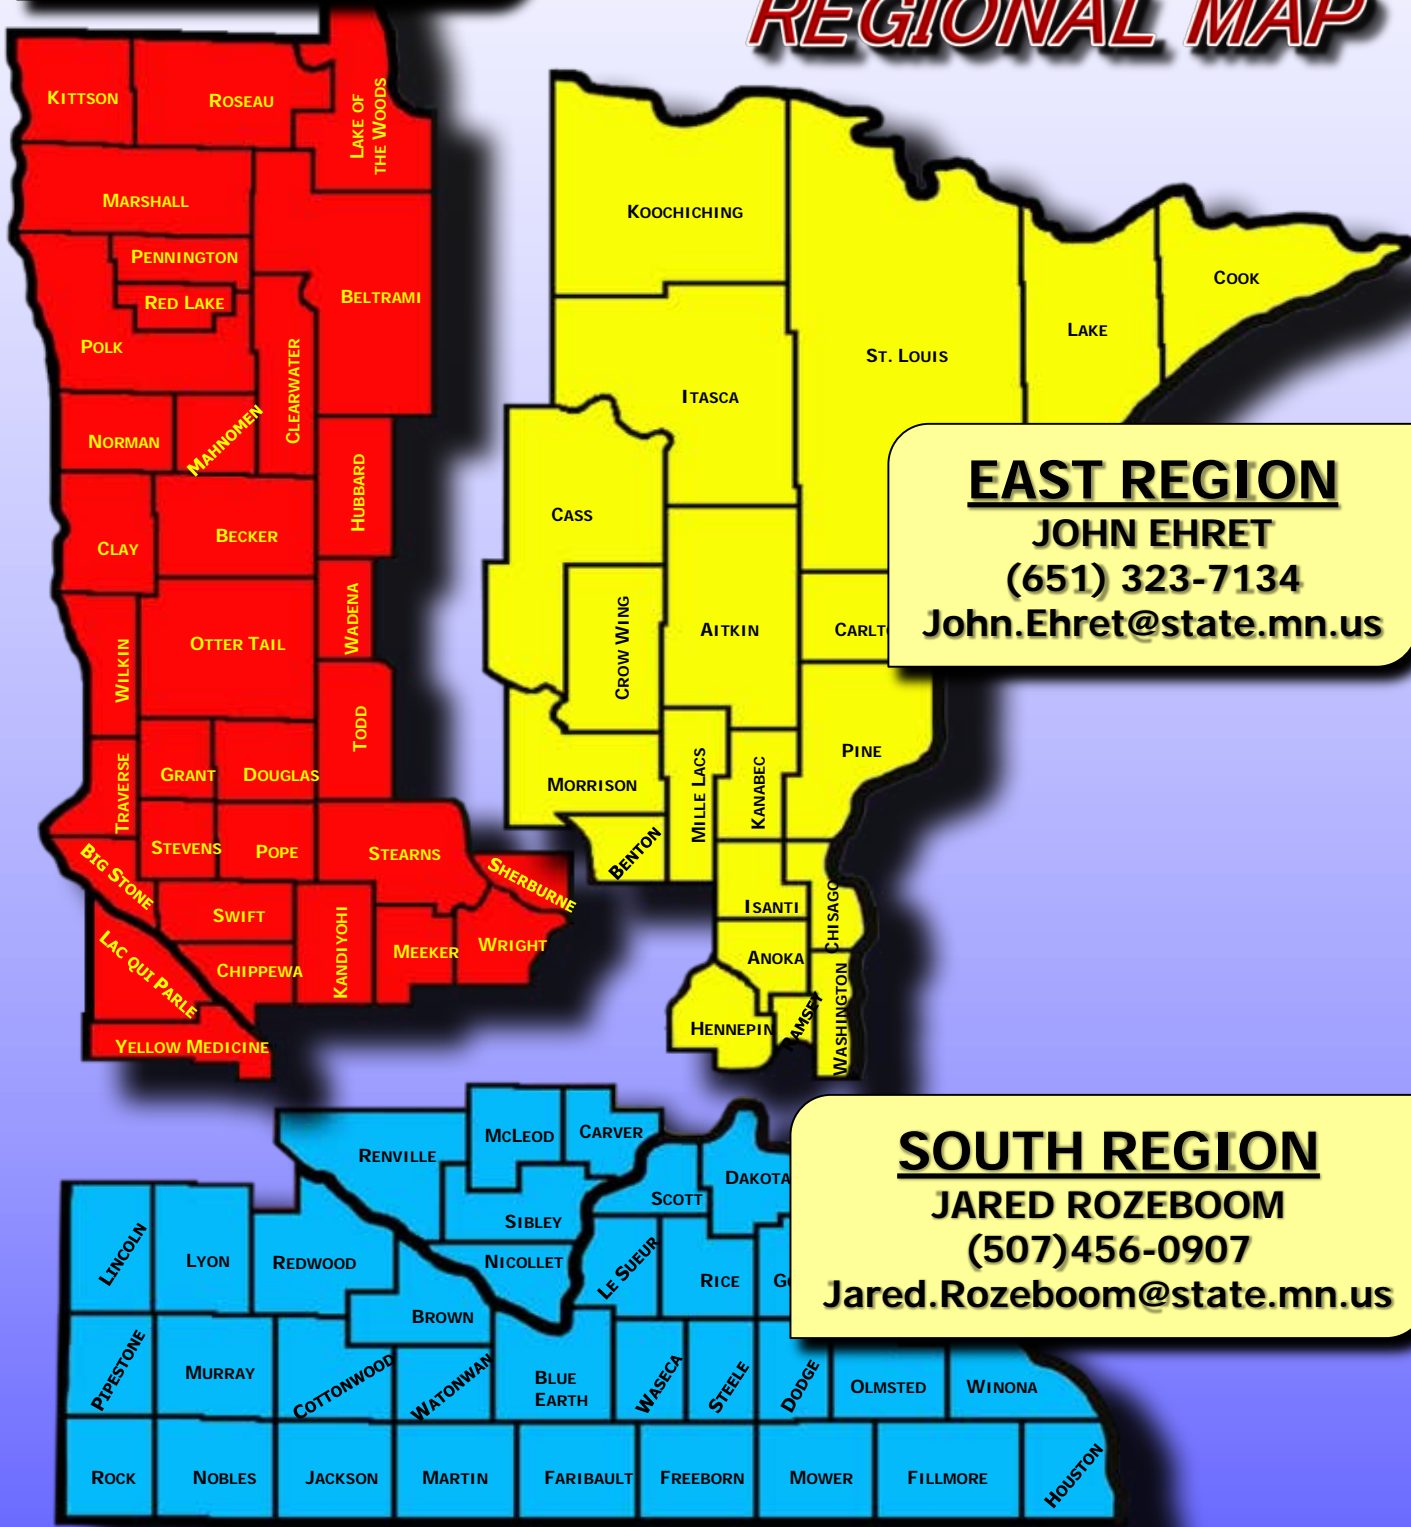 REGIONAL MAP
KITTSON
ROSEAU
LAKE OF
THE WOODS
MARSHALL
PENNINGTON
RED LAKE
BELTRAMI
POLK
CLEARWATER
NORMAN
MAHNOMEN
HUBBARD
CLAY
BECKER
WADENA
OTTER TAIL
WILKIN
TODD
TRAVERSE
GRANT
DOUGLAS
STEVENS
POPE
STEARNS
BIG STONE
SHERBURNE
SWIFT
KANDIYOHI
MEEKER
WRIGHT
LAC QUI PARLE
CHIPPEWA
YELLOW MEDICINE
KOOCHICHING
COOK
LAKE
ST. LOUIS
ITASCA
CASS
CROW WING
AITKIN
PINE
MORRISON
MILLE LACS
KANABEC
BENTON
ISANTI
CHISAGO
ANOKA
HENNEPIN
RAMSEY
WASHINGTON
EAST REGION
JOHN EHRET
(651) 323-7134
John.Ehret@state.mn.us
RENVILLE
MCLEOD
CARVER
SCOTT
DAKOTA
SIBLEY
LINCOLN
LYON
REDWOOD
NICOLLET
LE SUEUR
RICE
BROWN
PIPESTONE
MURRAY
COTTONWOOD
WATONWAN
BLUE
EARTH
WASECA
STEELE
DODGE
OLMSTED
WINONA
ROCK
NOBLES
JACKSON
MARTIN
FARIBAULT
FREEBORN
MOWER
FILLMORE
HOUSTON
SOUTH REGION
JARED ROZEBOOM
(507)456-0907
Jared.Rozeboom@state.mn.us